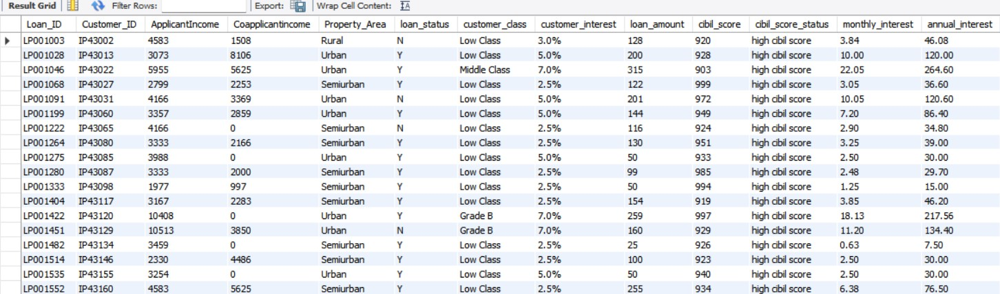 Result Grid Filter Rows: Export: Wrap Cell Content: IA
Loan_ID Customer_ID ApplicantIncome Coapplicantincome Property_Area loan_status customer_class customer_interest loan_amount cibil_score cibil_score_status monthly_interest annual_interest
LP001003 IP43002 4583 1508 Rural N Low Class 3.0% 128 920 high cibil score 3.84 46.08
LP001028 IP43013 3073 8106 Urban Y Low Class 5.0% 200 928 high cibil score 10.00 120.00
LP001046 IP43022 5955 5625 Urban Y Middle Class 7.0% 315 903 high cibil score 22.05 264.60
LP001068 IP43027 2799 2253 Semiurban Y Low Class 2.5% 122 999 high cibil score 3.05 36.60
LP001091 IP43031 4166 3369 Urban N Low Class 5.0% 201 972 high cibil score 10.05 120.60
LP001199 IP43060 3357 2859 Urban Y Low Class 5.0% 144 949 high cibil score 7.20 86.40
LP001222 IP43065 4166 0 Semiurban N Low Class 2.5% 116 924 high cibil score 2.90 34.80
LP001264 IP43080 3333 2166 Semiurban Y Low Class 2.5% 130 951 high cibil score 3.25 39.00
LP001275 IP43085 3988 0 Urban Y Low Class 5.0% 50 933 high cibil score 2.50 30.00
LP001280 IP43087 3333 2000 Semiurban Y Low Class 2.5% 99 985 high cibil score 2.48 29.70
LP001333 IP43098 1977 997 Semiurban Y Low Class 2.5% 50 994 high cibil score 1.25 15.00
LP001404 IP43117 3167 2283 Semiurban Y Low Class 2.5% 154 919 high cibil score 3.85 46.20
LP001422 IP43120 10408 0 Urban Y Grade B 7.0% 259 997 high cibil score 18.13 217.56
LP001451 IP43129 10513 3850 Urban N Grade B 7.0% 160 929 high cibil score 11.20 134.40
LP001482 IP43134 3459 0 Semiurban Y Low Class 2.5% 25 926 high cibil score 0.63 7.50
LP001514 IP43146 2330 4486 Semiurban Y Low Class 2.5% 100 923 high cibil score 2.50 30.00
LP001535 IP43155 3254 0 Urban Y Low Class 5.0% 50 940 high cibil score 2.50 30.00
LP001552 IP43160 4583 5625 Semiurban Y Low Class 2.5% 255 934 high cibil score 6.38 76.50